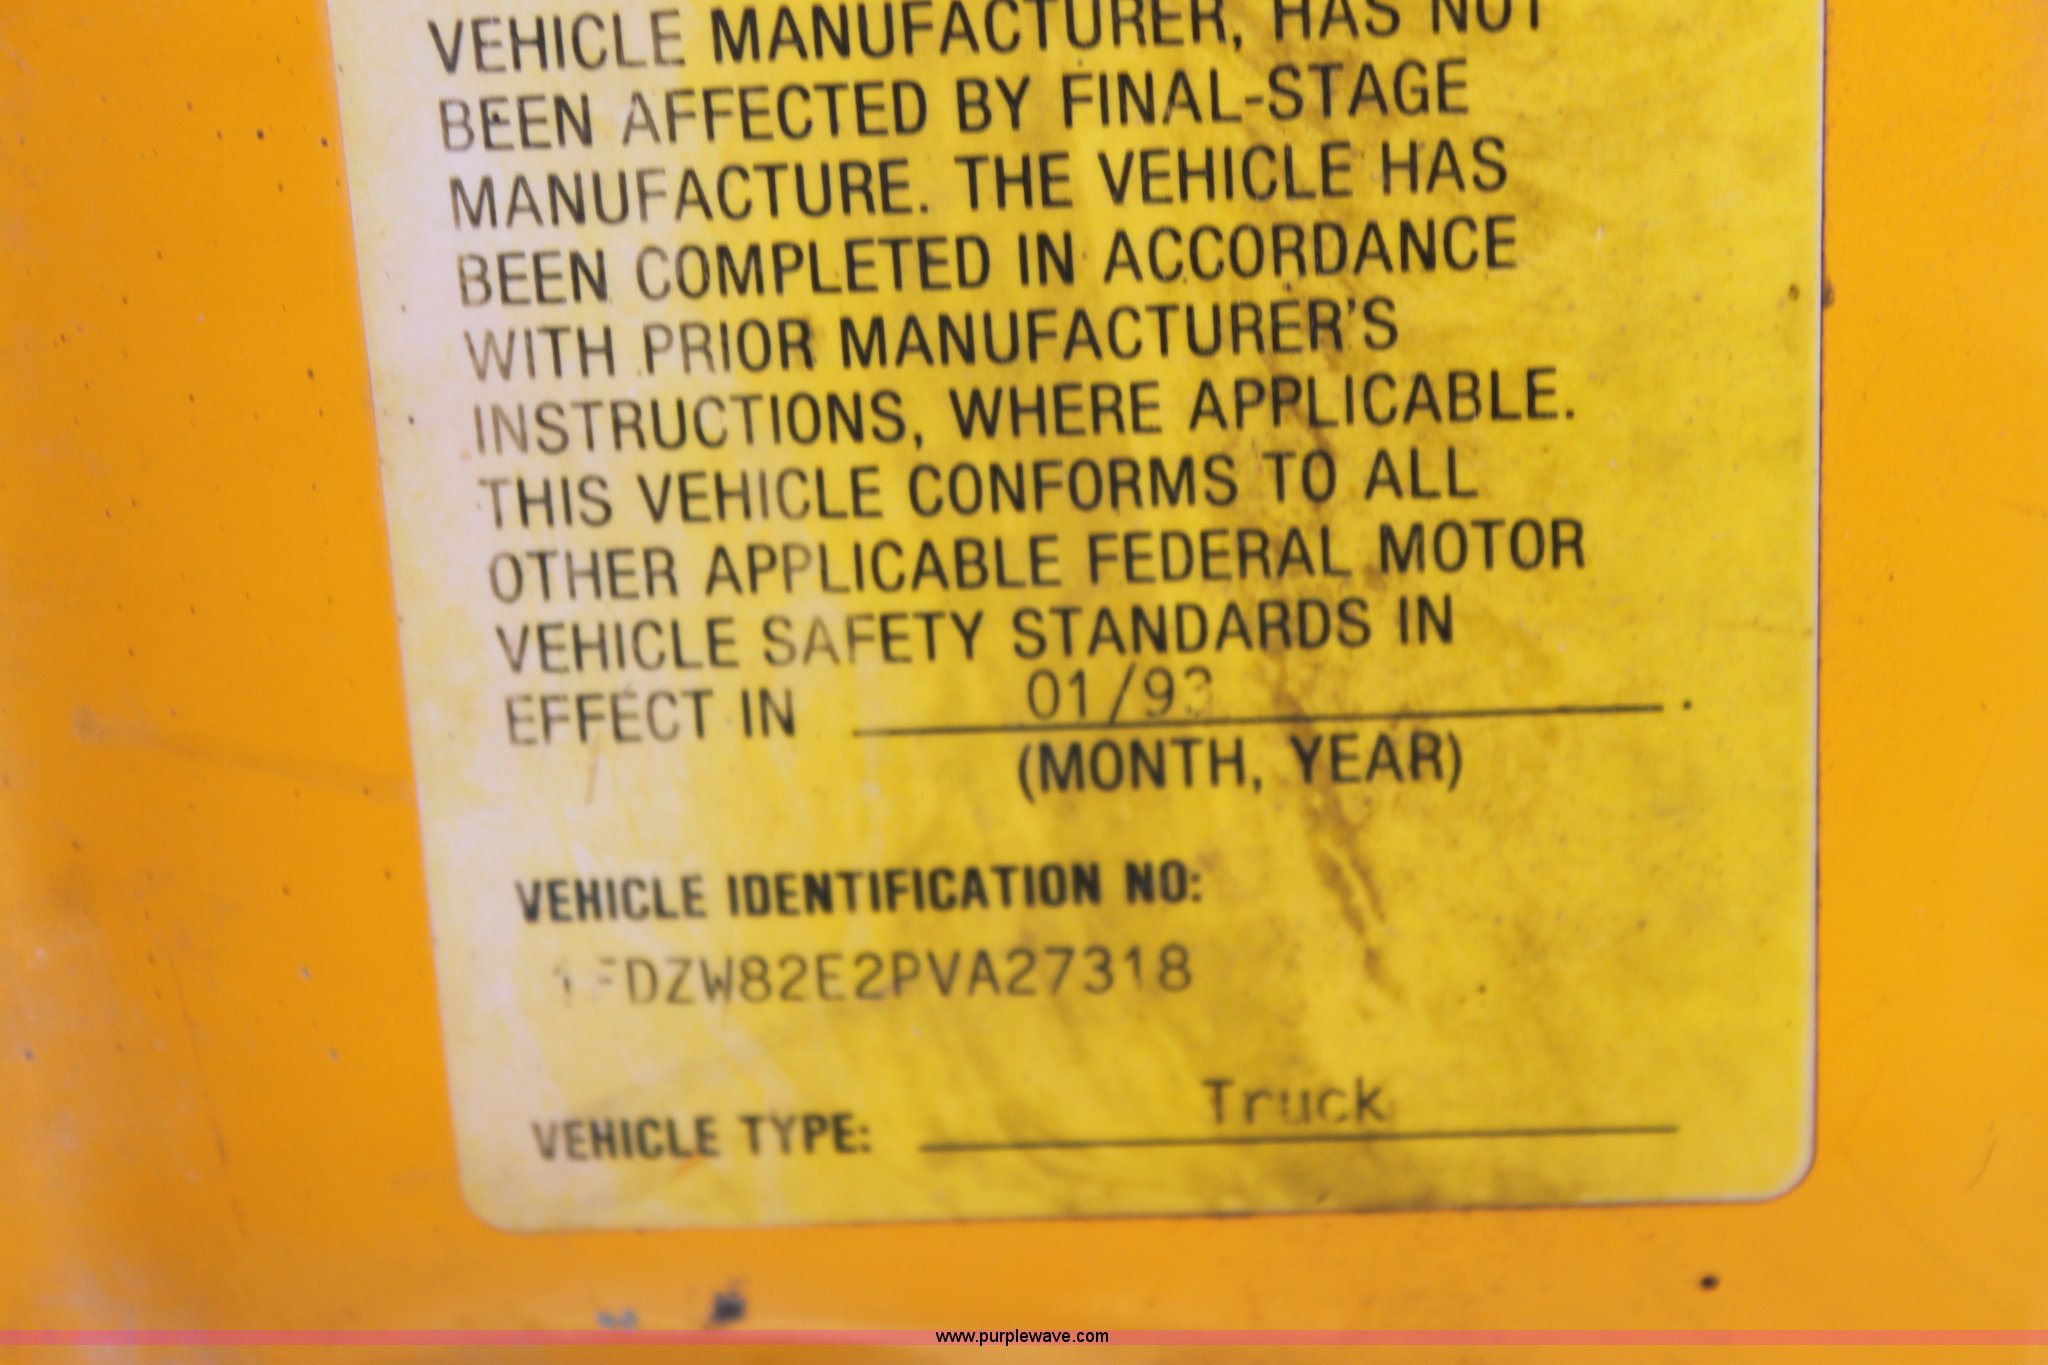 VEHICLE MANUFACTURER, HAS NOT
BEEN AFFECTED BY FINAL-STAGE
MANUFACTURE. THE VEHICLE HAS
BEEN COMPLETED IN ACCORDANCE
WITH PRIOR MANUFACTURER'S
INSTRUCTIONS, WHERE APPLICABLE.
THIS VEHICLE CONFORMS TO ALL
OTHER APPLICABLE FEDERAL MOTOR
VEHICLE SAFETY STANDARDS IN
EFFECT IN 01/93.
(MONTH, YEAR)
VEHICLE IDENTIFICATION NO:
1FDZW82E2PVA27318
VEHICLE TYPE: Truck
www.purplewave.com